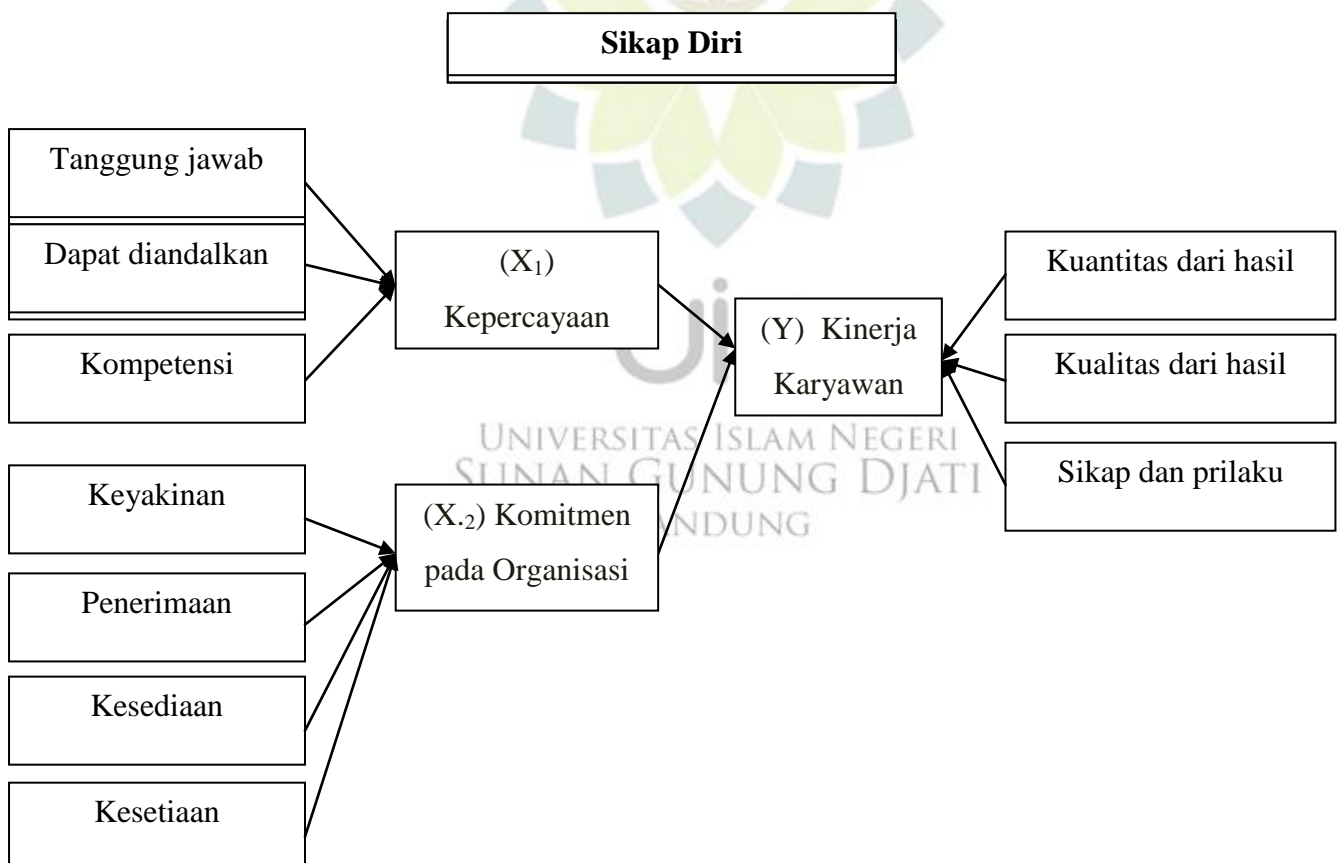 Sikap Diri
Tanggung jawab
Dapat diandalkan
Kompetensi
(X₁)
Kepercayaan
Keyakinan
Penerimaan
Kesediaan
Kesetiaan
(X.₂) Komitmen
pada Organisasi
(Y) Kinerja
Karyawan
Kuantitas dari hasil
Kualitas dari hasil
Sikap dan prilaku
UNIVERSITAS ISLAM NEGERI
SUNAN GUNUNG DJATI